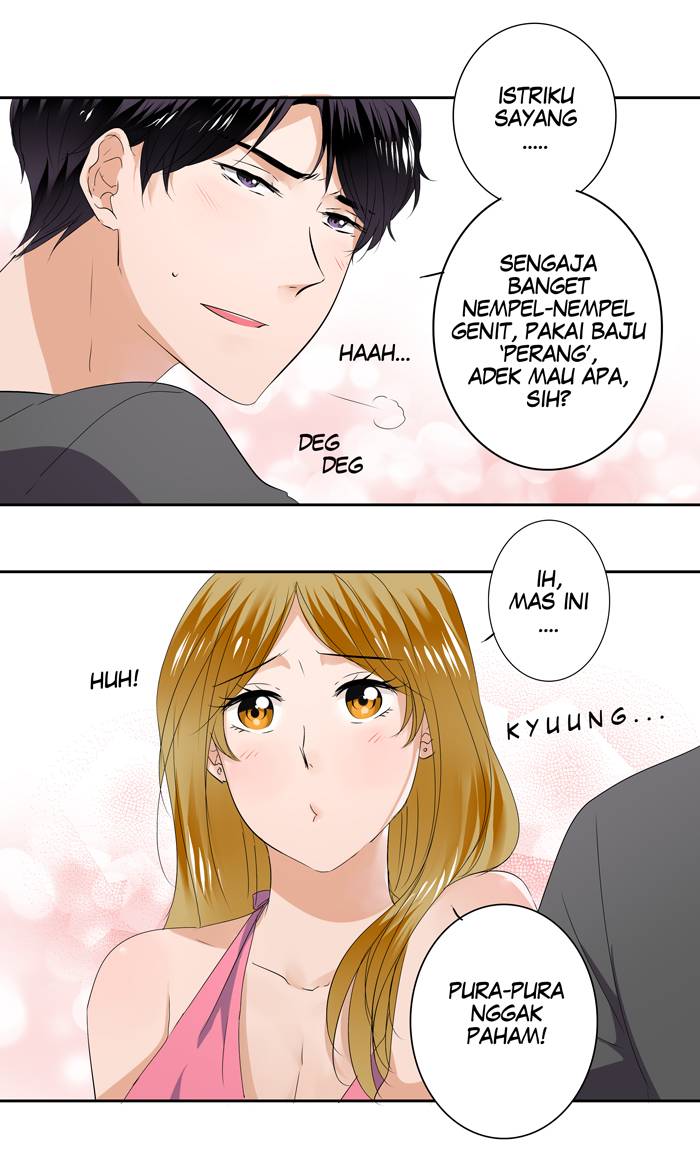 ISTRIKU
SAYANG
.....
SENGAJA
BANGET
NEMPEL-NEMPEL
GENIT, PAKAI BAJU
'PERANG',
ADEK MAU APA,
SIH?
HAAH...
DEG
DEG
IH,
MAS INI
....
HUH!
KYUUNG...
PURA-PURA
NGGAK
PAHAM!